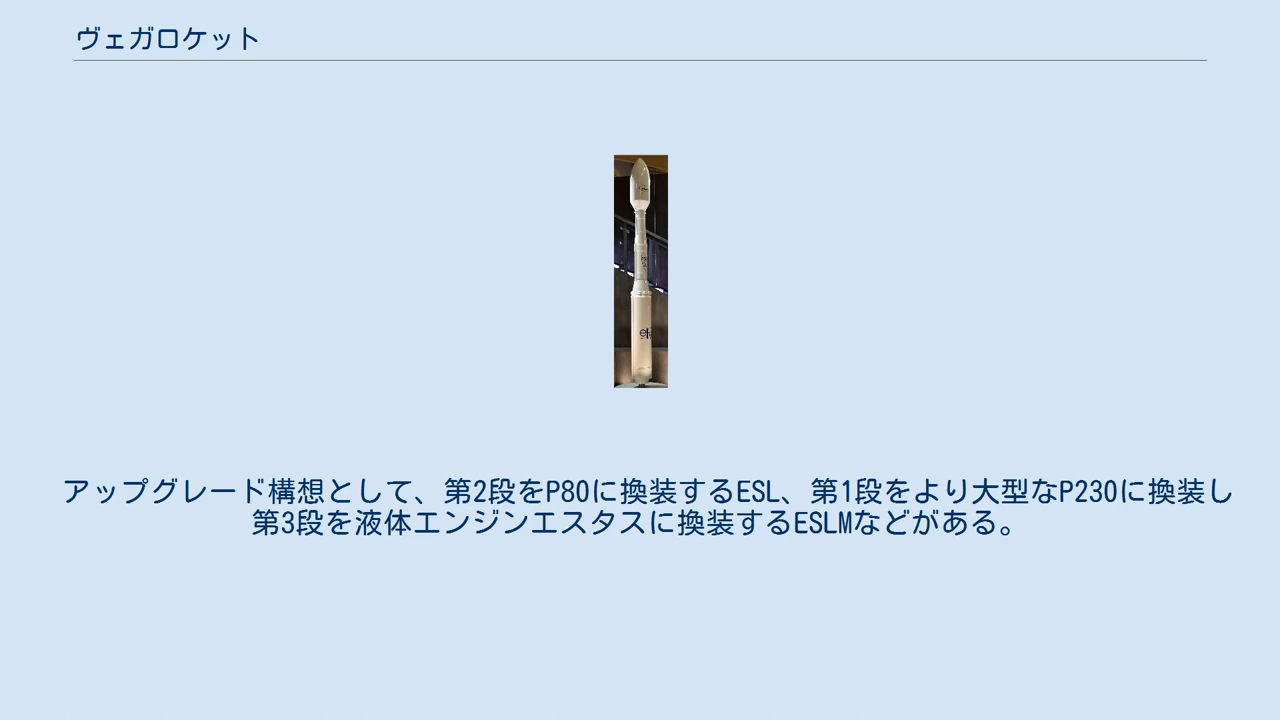 ヴェガロケット
アップグレード構想として、第2段をP80に換装するESL、第1段をより大型なP230に換装し
第3段を液体エンジンエスタスに換装するESLMなどがある。